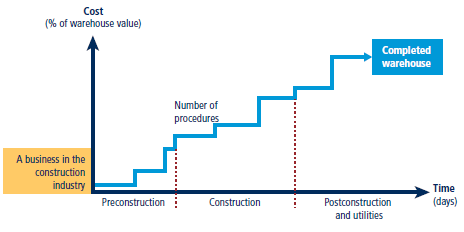 Cost
(% of warehouse value)
Completed
warehouse
Number of
procedures
A business in the
construction
industry
Time
(days)
Preconstruction
Construction
Postconstruction
and utilities